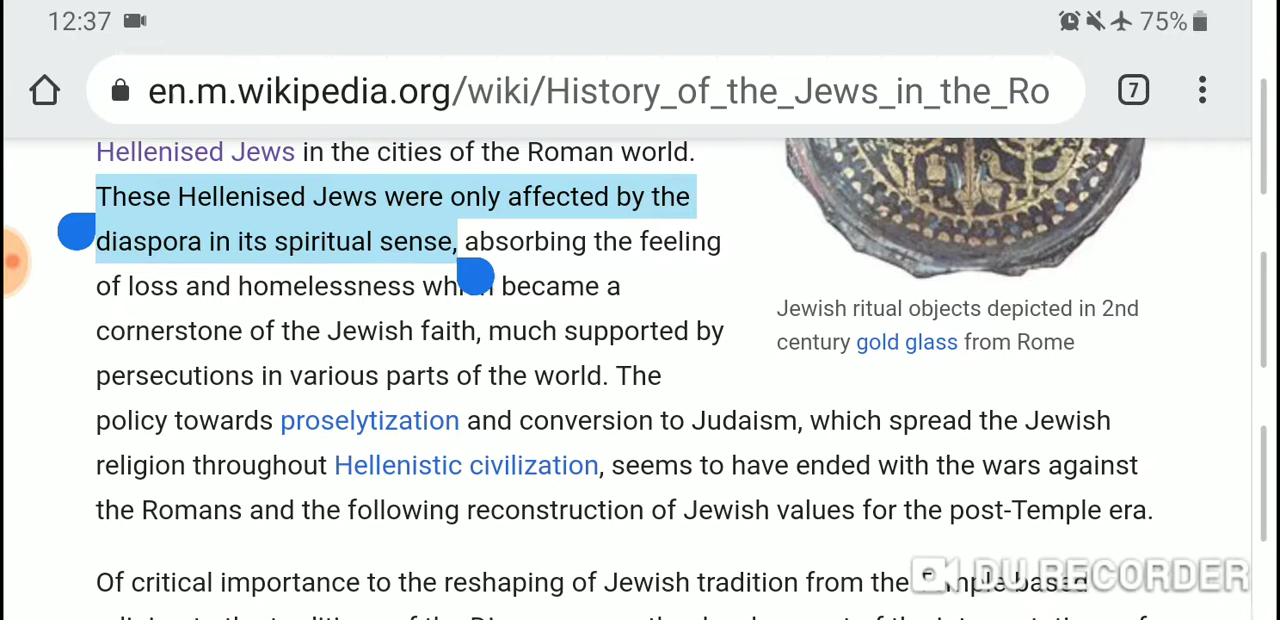 12:37
75%
en.m.wikipedia.org/wiki/History_of_the_Jews_in_the_Ro
7
Hellenised Jews in the cities of the Roman world.
These Hellenised Jews were only affected by the
diaspora in its spiritual sense, absorbing the feeling
of loss and homelessness which became a
cornerstone of the Jewish faith, much supported by
persecutions in various parts of the world. The
policy towards proselytization and conversion to Judaism, which spread the Jewish
religion throughout Hellenistic civilization, seems to have ended with the wars against
the Romans and the following reconstruction of Jewish values for the post-Temple era.
Jewish ritual objects depicted in 2nd
century gold glass from Rome
Of critical importance to the reshaping of Jewish tradition from the Temple-based
DU RECORDER